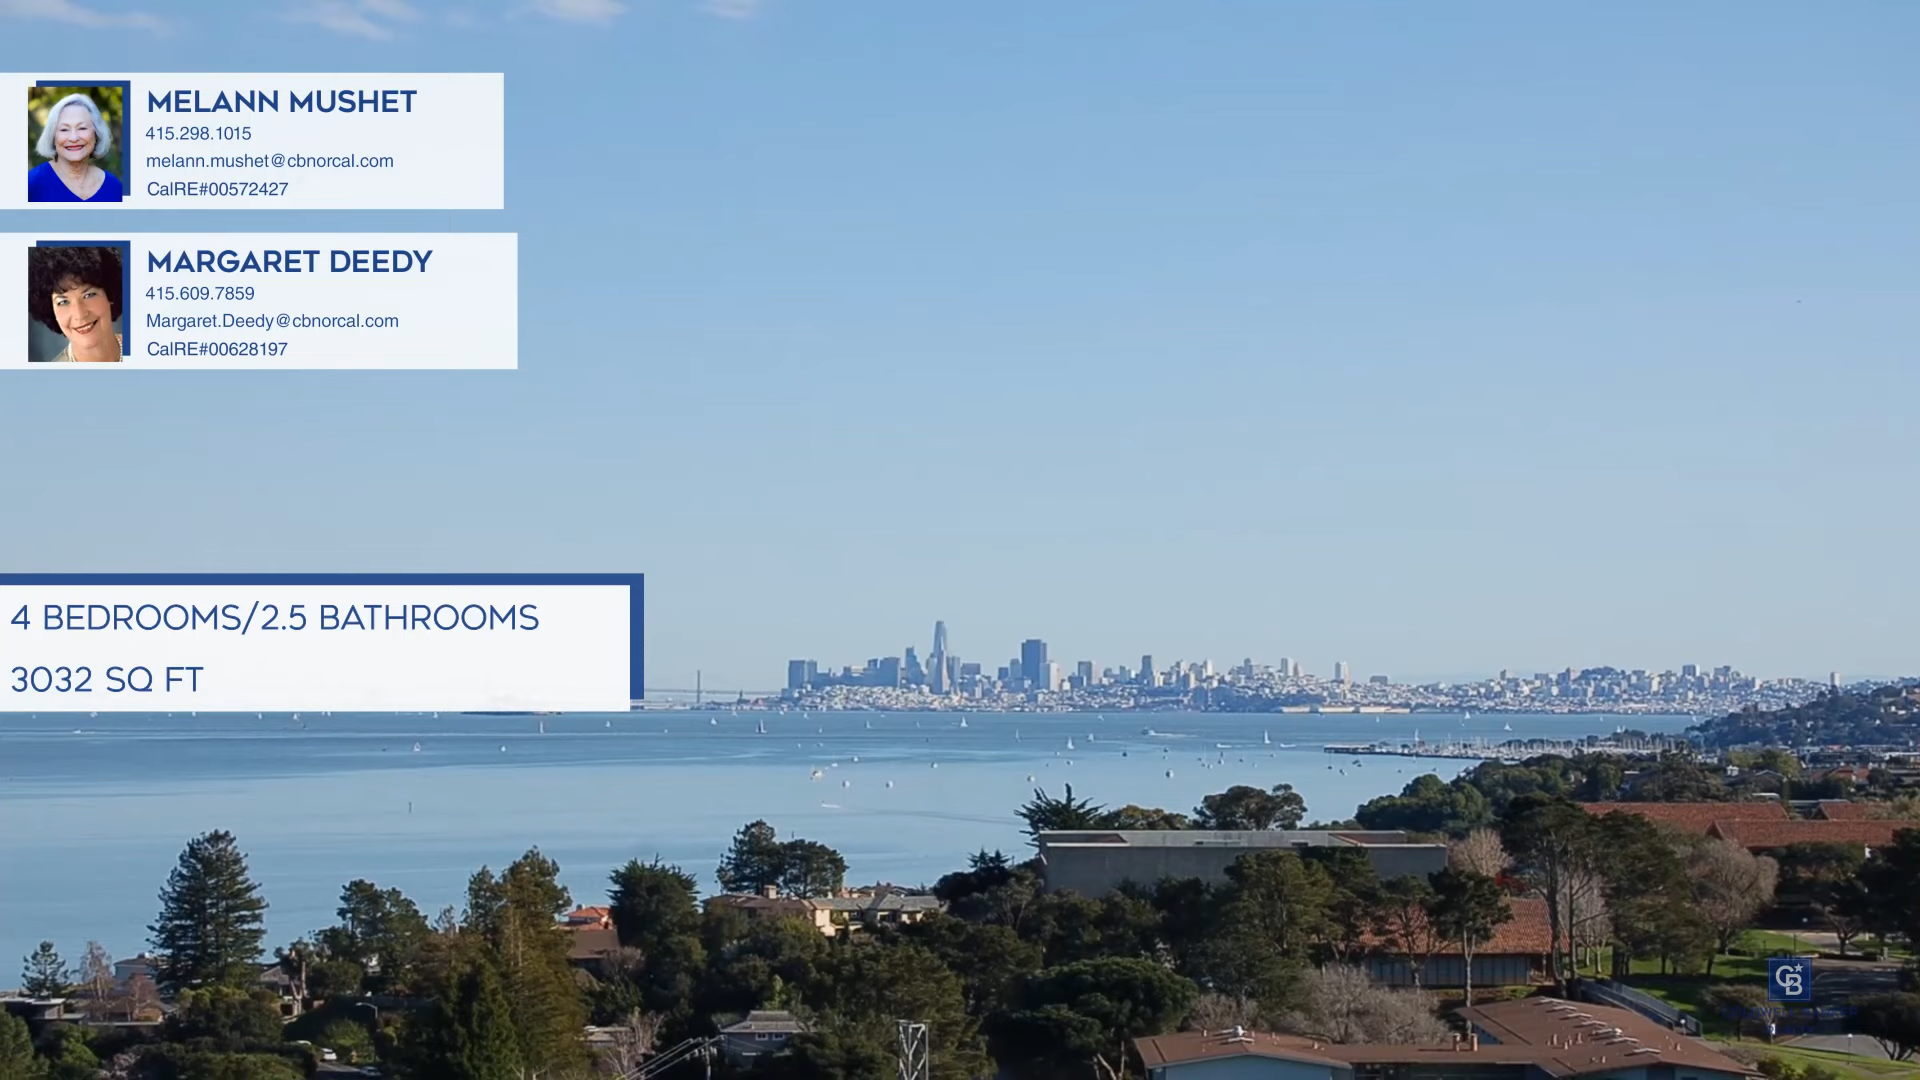 MELANN MUSHET
415.298.1015
melann.mushet@cbnorcal.com
CalRE#00572427
MARGARET DEEDY
415.609.7859
Margaret.Deedy@cbnorcal.com
CalRE#00628197
4 BEDROOMS/2.5 BATHROOMS
3032 SQ FT
CB